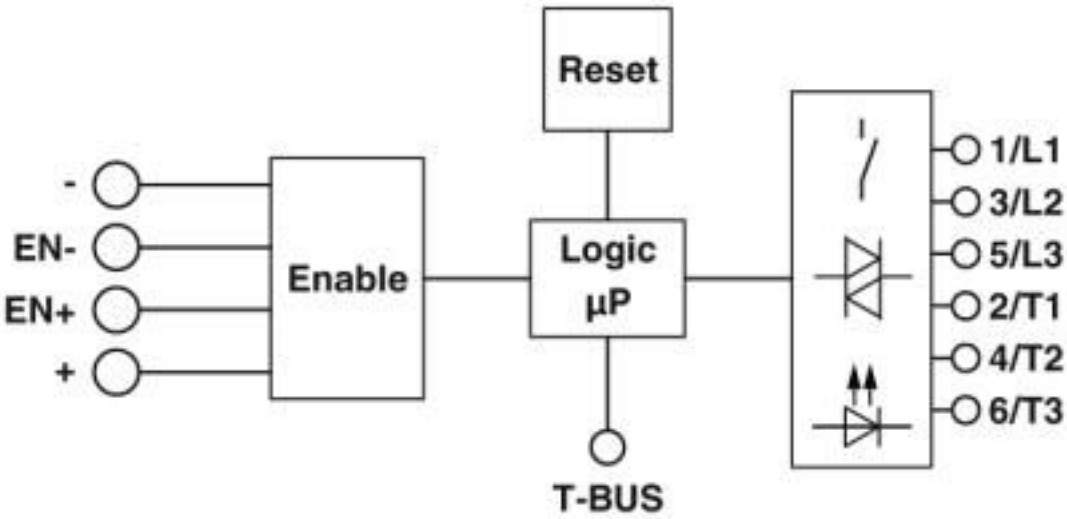 Reset
-
EN-
EN+
+
Enable
Logic
µP
T-BUS
1/L1
3/L2
5/L3
2/T1
4/T2
6/T3